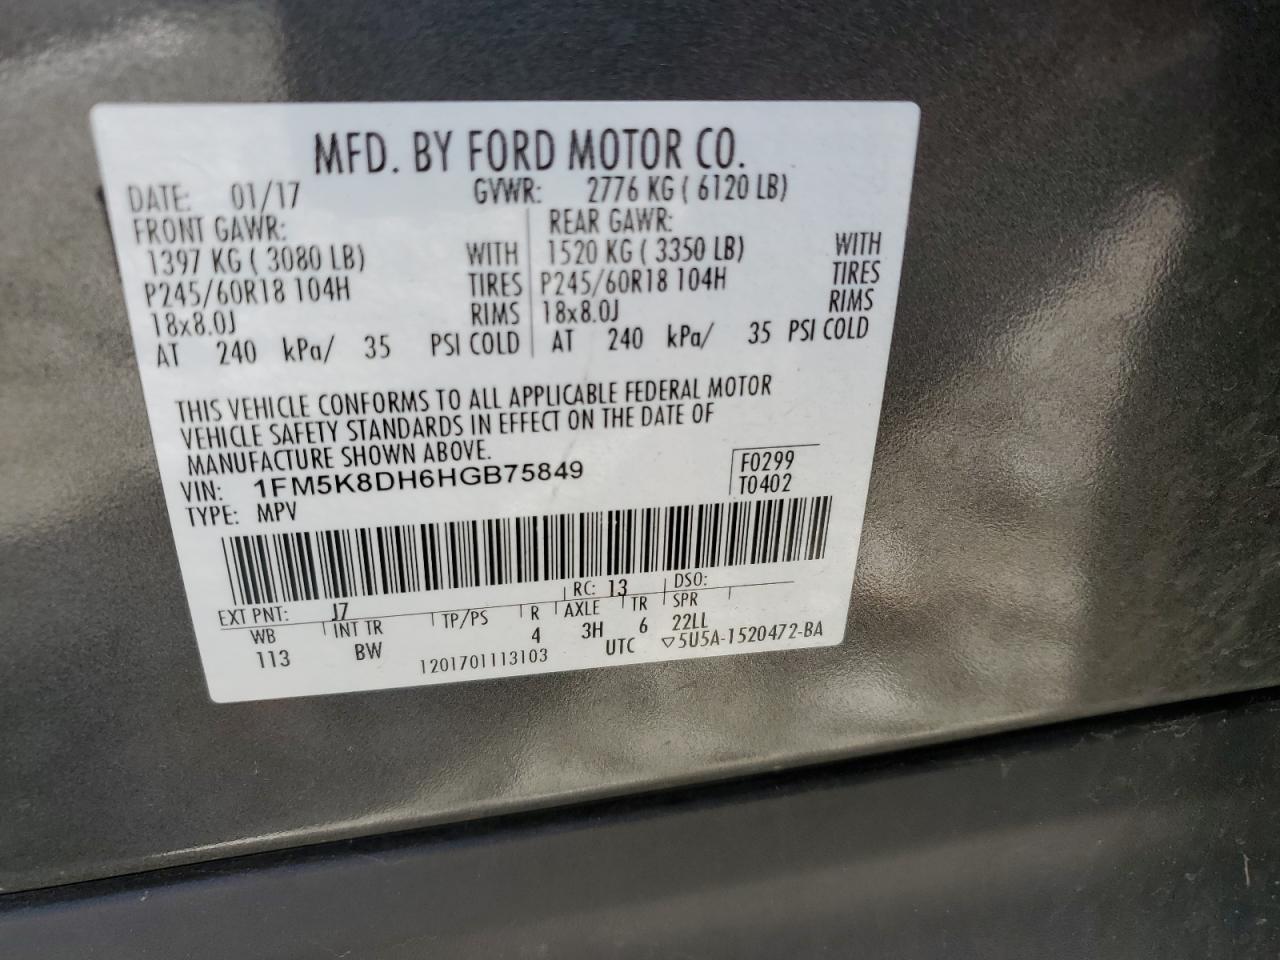 MFD. BY FORD MOTOR CO.
DATE: 01/17 GVWR: 2776 KG ( 6120 LB)
FRONT GAWR: REAR GAWR:
1397 KG ( 3080 LB) WITH 1520 KG ( 3350 LB) WITH
P245/60R18 104H TIRES P245/60R18 104H TIRES
18x8.0J RIMS 18x8.0J RIMS
AT 240 kPa/ 35 PSI COLD AT 240 kPa/ 35 PSI COLD
THIS VEHICLE CONFORMS TO ALL APPLICABLE FEDERAL MOTOR
VEHICLE SAFETY STANDARDS IN EFFECT ON THE DATE OF
MANUFACTURE SHOWN ABOVE.
VIN: 1FM5K8DH6HGB75849 F0299
TYPE: MPV T0402
EXT PNT: J7 RC: 13 DSO:
WB INT TR TP/PS R AXLE TR SPR
113 BW 4 3H 6 22LL
1201701113103 UTC ▽5U5A-1520472-BA